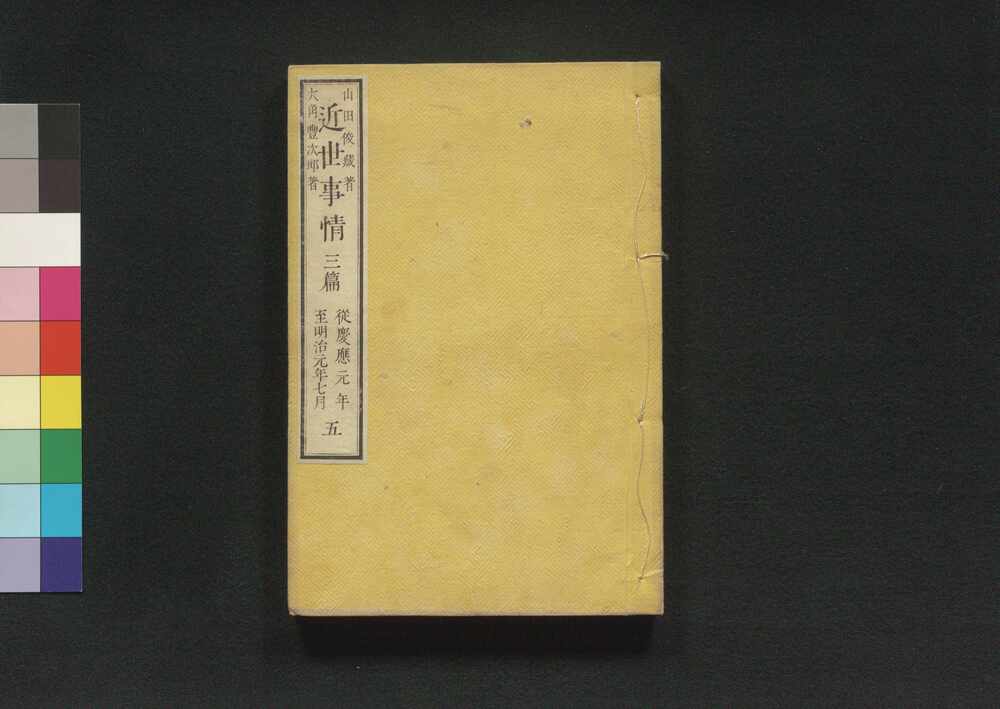 山田俊蔵著
大角豐次郎著
近世事情
三篇
從慶應元年
至明治元年七月
五